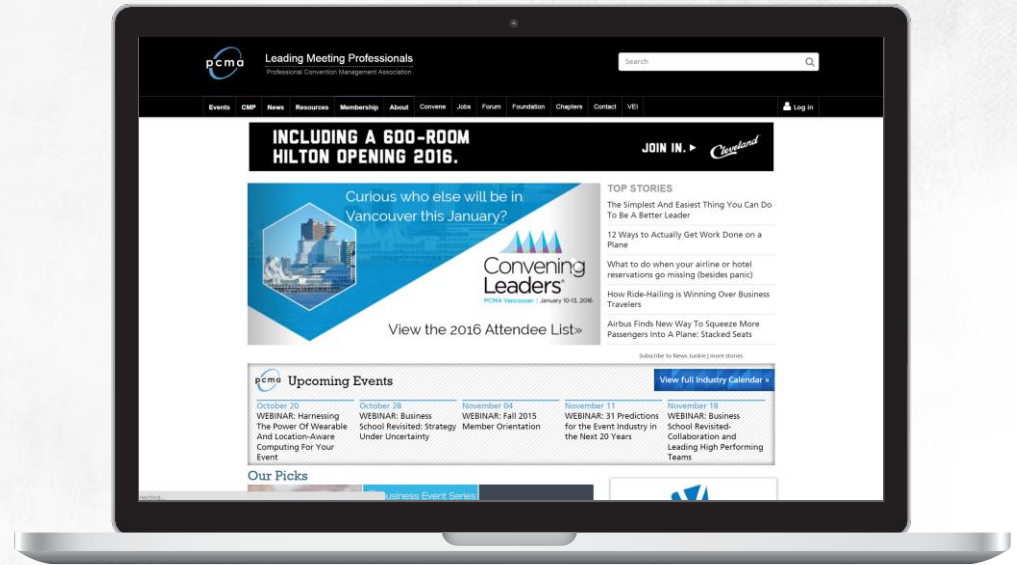 pcma
Leading Meeting Professionals
Professional Convention Management Association
Search
Events CMP News Resources Membership About Convene Jobs Forum Foundation Chapters Contact VEI
Log in
INCLUDING A 600-ROOM
HILTON OPENING 2016.
JOIN IN.
Cleveland
Curious who else will be in
Vancouver this January?
Convening
Leaders
PCMA Vancouver | January 10-13, 2016
View the 2016 Attendee List»
TOP STORIES
The Simplest And Easiest Thing You Can Do
To Be A Better Leader
12 Ways to Actually Get Work Done on a
Plane
What to do when your airline or hotel
reservations go missing (besides panic)
How Ride-Hailing is Winning Over Business
Travelers
Airbus Finds New Way To Squeeze More
Passengers Into A Plane: Stacked Seats
Subscribe to News Junkie | more stories
pcma Upcoming Events
View full Industry Calendar »
October 20
WEBINAR: Harnessing
The Power Of Wearable
And Location-Aware
Computing For Your
Event
October 28
WEBINAR: Business
School Revisited: Strategy
Under Uncertainty
November 04
WEBINAR: Fall 2015
Member Orientation
November 11
WEBINAR: 31 Predictions
for the Event Industry in
the Next 20 Years
November 18
WEBINAR: Business
School Revisited-
Collaboration and
Leading High Performing
Teams
Our Picks
Business Event Series